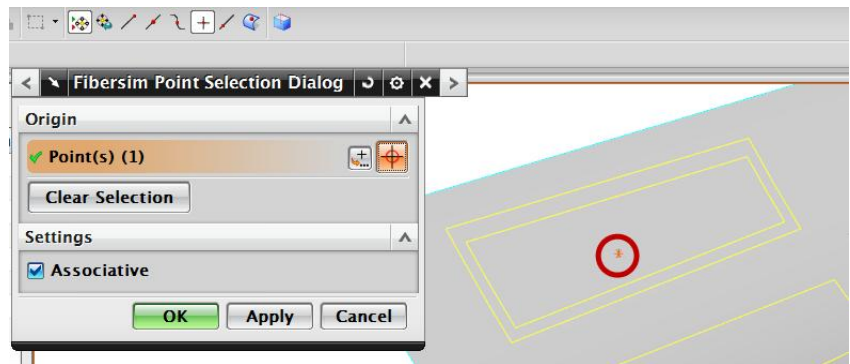 Fibersim Point Selection Dialog
Origin
Point(s) (1)
Clear Selection
Settings
Associative
OK Apply Cancel